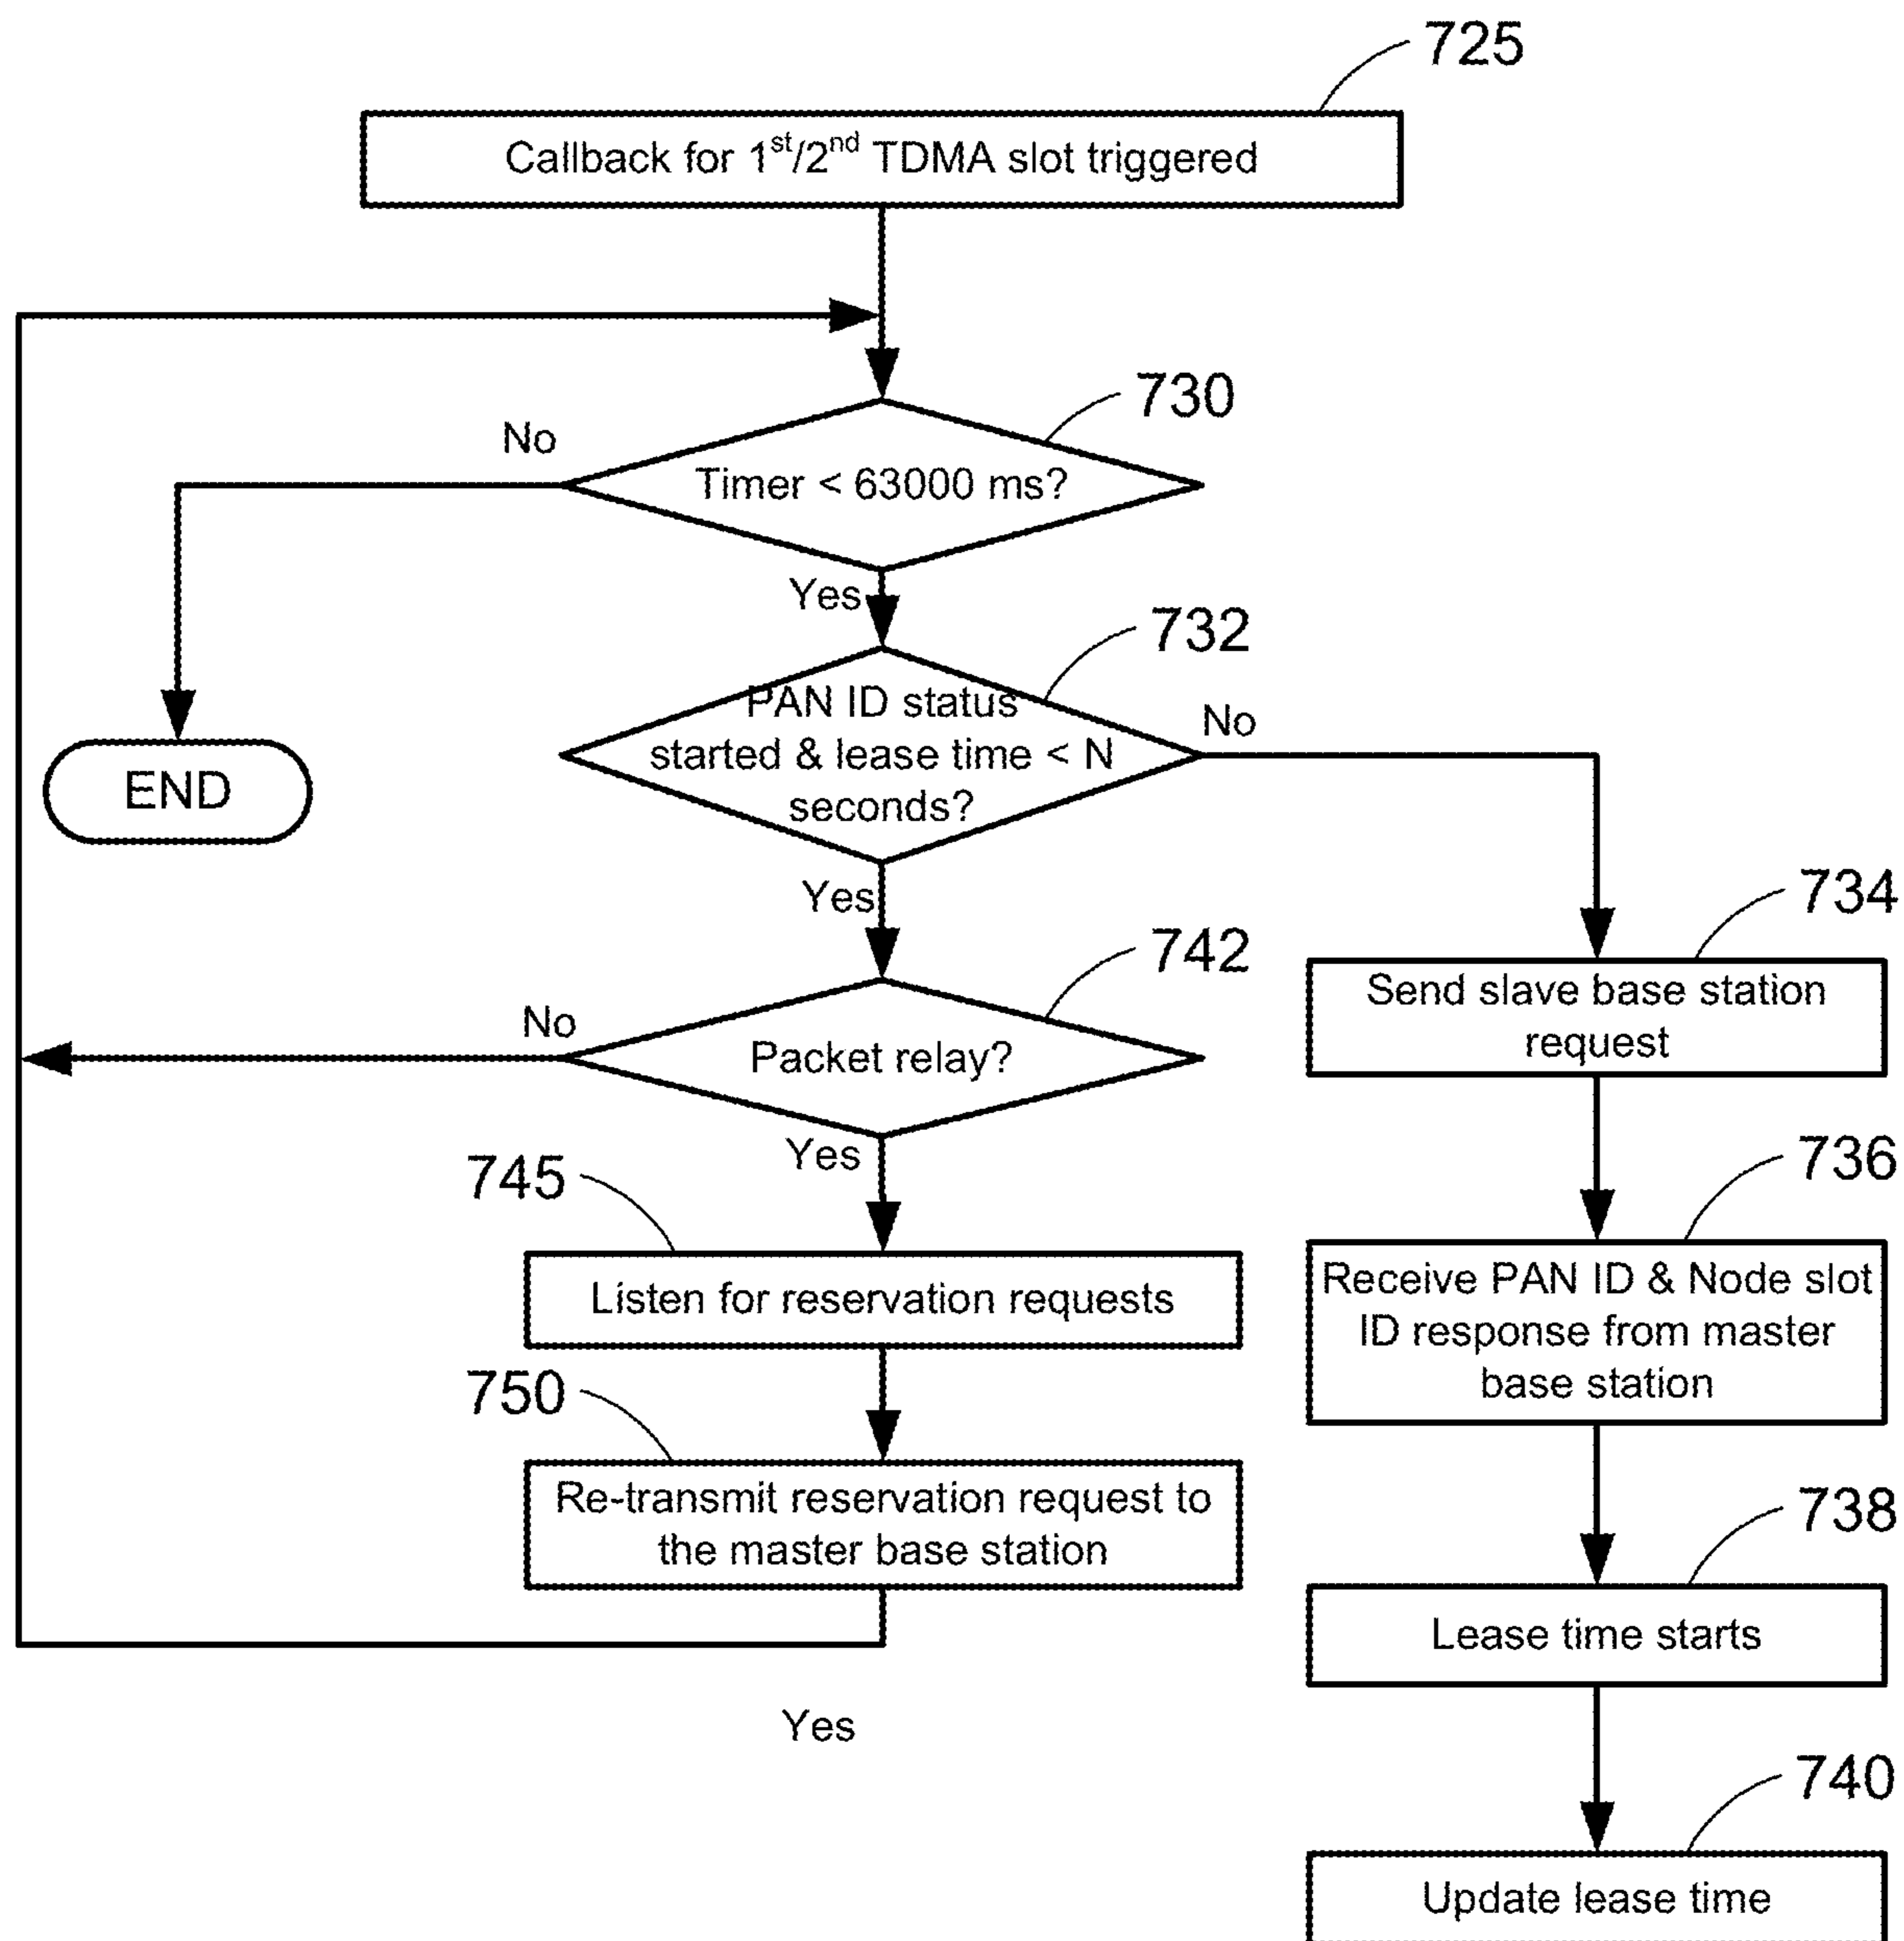 725
Callback for 1st/2nd TDMA slot triggered
730
No
Timer < 63000 ms?
Yes
732
PAN ID status
started & lease time < N
seconds?
No
END
Yes
734
742
Send slave base station
request
No
Packet relay?
Yes
736
745
Receive PAN ID & Node slot
ID response from master
base station
Listen for reservation requests
750
738
Re-transmit reservation request to
the master base station
Lease time starts
Yes
740
Update lease time